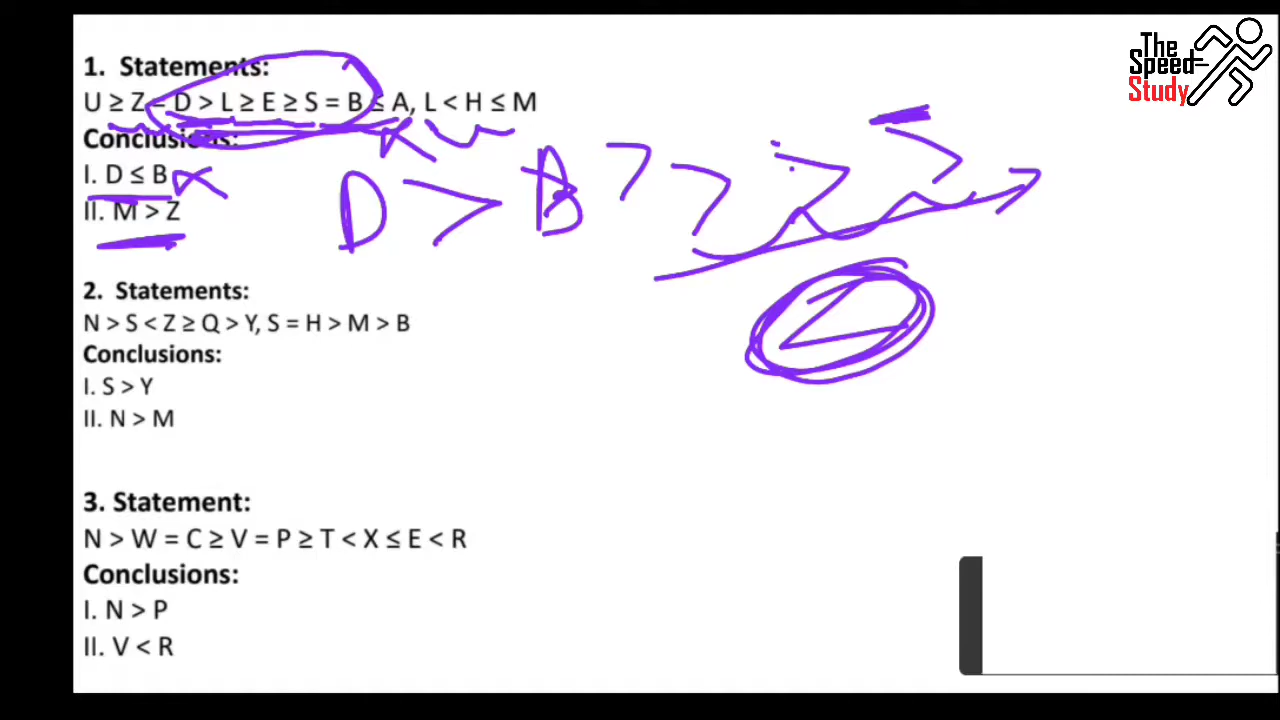 The
Speed
Study
1. Statements:
U ≥ Z = D > L ≥ E ≥ S = B ≤ A, L < H ≤ M
Conclusions:
I. D ≤ B
II. M > Z
D > B > > > >
2. Statements:
N > S < Z ≥ Q > Y, S = H > M > B
Conclusions:
I. S > Y
II. N > M
3. Statement:
N > W = C ≥ V = P ≥ T < X ≤ E < R
Conclusions:
I. N > P
II. V < R